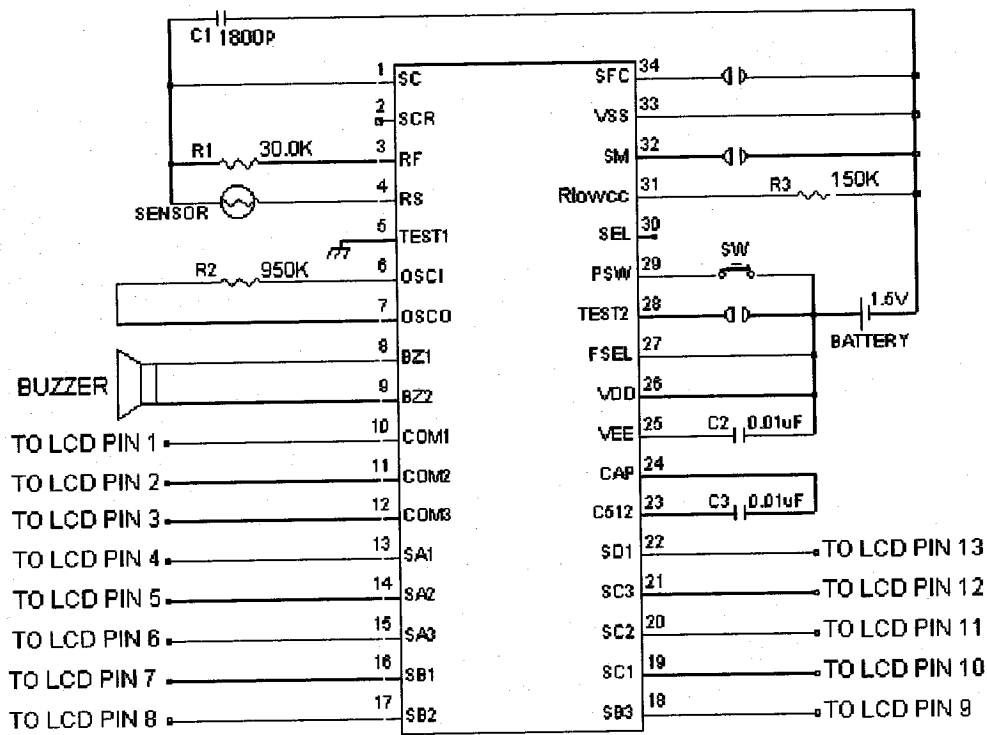 C1 1800P
1 SC
SFC 34
2 SCR
VSS 33
R1 30.0K 3 RF
SM 32
SENSOR 4 RS
Rlowcc 31 R3 150K
5 TEST1
SEL 30
R2 950K 6 OSCI
PSW 29 SW
7 OSCO
TEST2 28
1.5V
BATTERY
BUZZER
8 BZ1
FSEL 27
9 BZ2
VDD 26
TO LCD PIN 1 10 COM1
VEE 25 C2 0.01uF
TO LCD PIN 2 11 COM2
CAP 24
TO LCD PIN 3 12 COM3
C512 23 C3 0.01uF
TO LCD PIN 4 13 SA1
SD1 22 TO LCD PIN 13
TO LCD PIN 5 14 SA2
SC3 21 TO LCD PIN 12
TO LCD PIN 6 15 SA3
SC2 20 TO LCD PIN 11
TO LCD PIN 7 16 SB1
SC1 19 TO LCD PIN 10
TO LCD PIN 8 17 SB2
SB3 18 TO LCD PIN 9